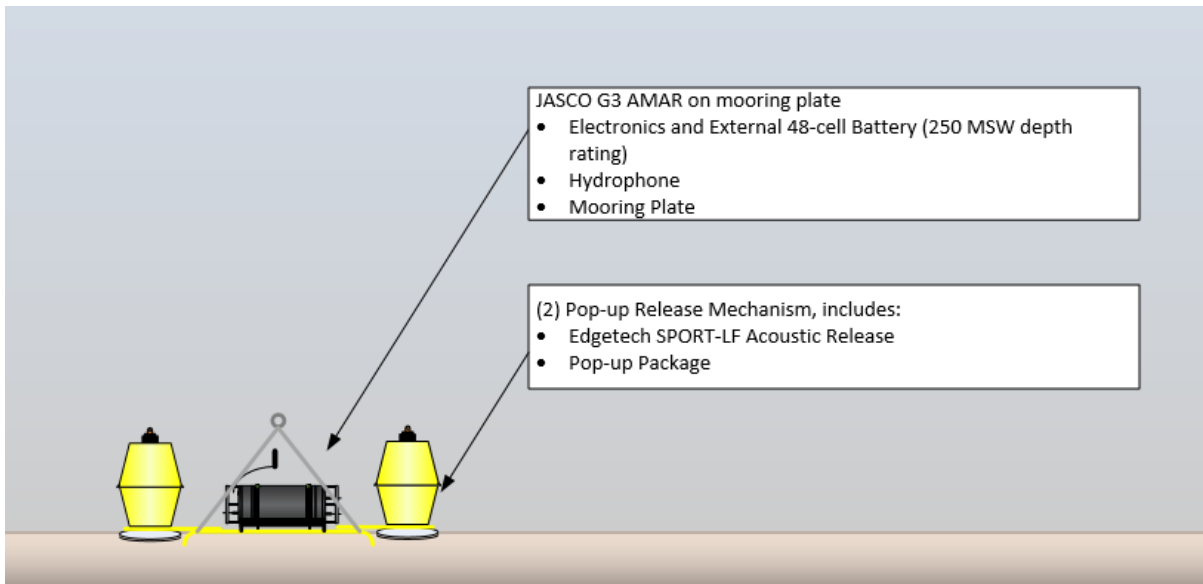 JASCO G3 AMAR on mooring plate
• Electronics and External 48-cell Battery (250 MSW depth
rating)
• Hydrophone
• Mooring Plate
(2) Pop-up Release Mechanism, includes:
• Edgetech SPORT-LF Acoustic Release
• Pop-up Package